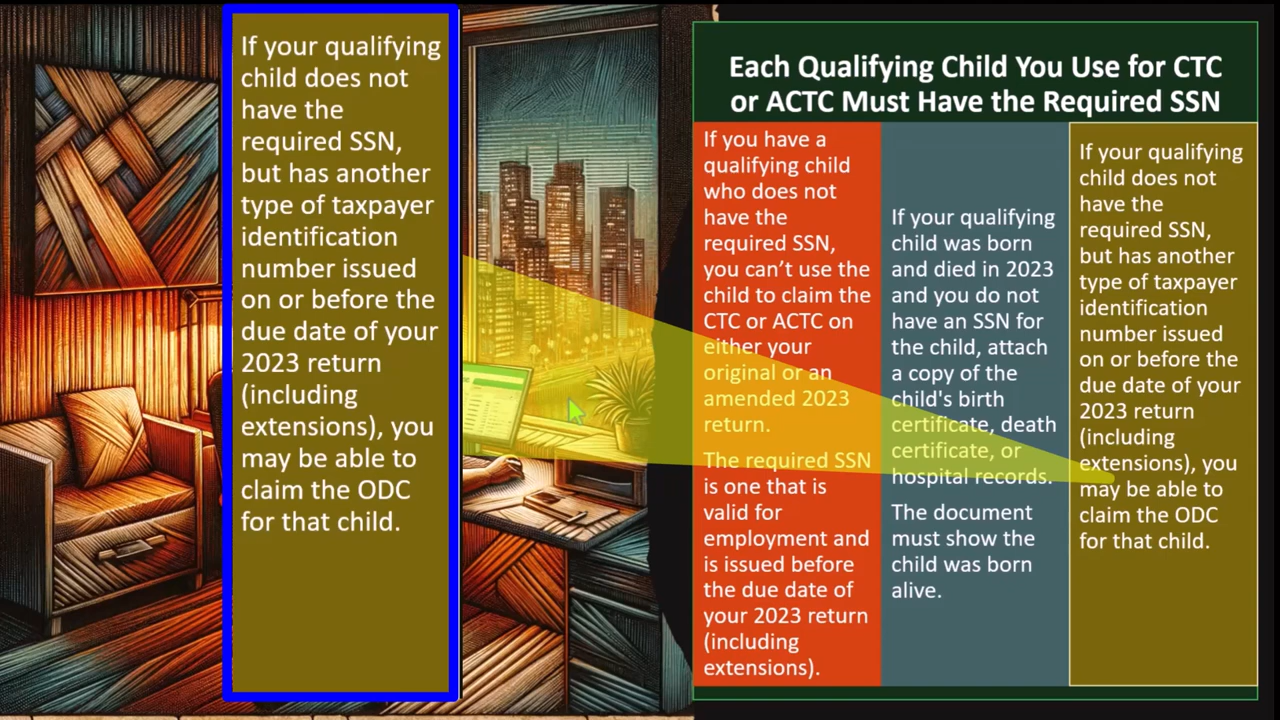 If your qualifying
child does not
have the
required SSN,
but has another
type of taxpayer
identification
number issued
on or before the
due date of your
2023 return
(including
extensions), you
may be able to
claim the ODC
for that child.
Each Qualifying Child You Use for CTC
or ACTC Must Have the Required SSN
If you have a
qualifying child
who does not
have the
required SSN,
you can’t use the
child to claim the
CTC or ACTC on
either your
original or an
amended 2023
return.
The required SSN
is one that is
valid for
employment and
is issued before
the due date of
your 2023 return
(including
extensions).
If your qualifying
child was born
and died in 2023
and you do not
have an SSN for
the child, attach
a copy of the
child's birth
certificate, death
certificate, or
hospital records.
The document
must show the
child was born
alive.
If your qualifying
child does not
have the
required SSN,
but has another
type of taxpayer
identification
number issued
on or before the
due date of your
2023 return
(including
extensions), you
may be able to
claim the ODC
for that child.